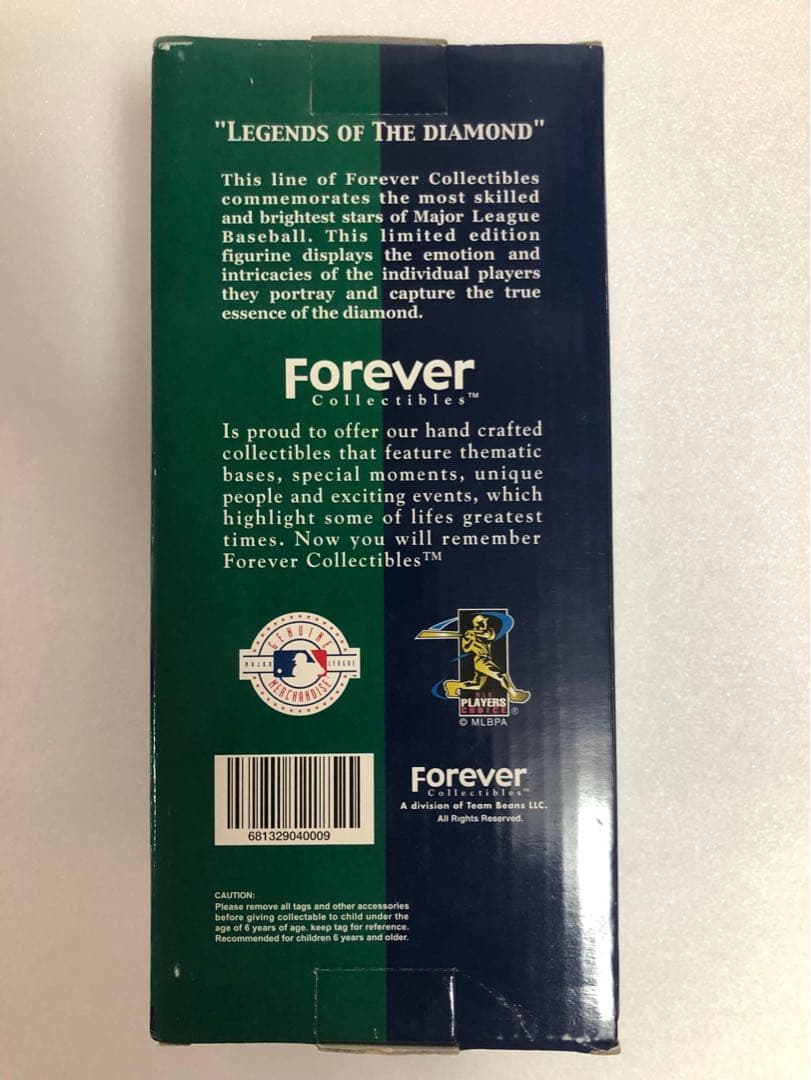 "LEGENDS OF THE DIAMOND"
This line of Forever Collectibles
commemorates the most skilled
and brightest stars of Major League
Baseball. This limited edition
figurine displays the emotion and
intricacies of the individual players
they portray and capture the true
essence of the diamond.
Forever
Collectibles™
Is proud to offer our hand crafted
collectibles that feature thematic
bases, special moments, unique
people and exciting events, which
highlight some of lifes greatest
times. Now you will remember
Forever Collectibles™
GENUINE
MAJOR LEAGUE
MERCHANDISE
MLB
PLAYERS
CHOICE®
© MLBPA
681329040009
Forever
Collectibles™
A division of Team Beans LLC.
All Rights Reserved.
CAUTION:
Please remove all tags and other accessories
before giving collectable to child under the
age of 6 years of age. keep tag for reference.
Recommended for children 6 years and older.